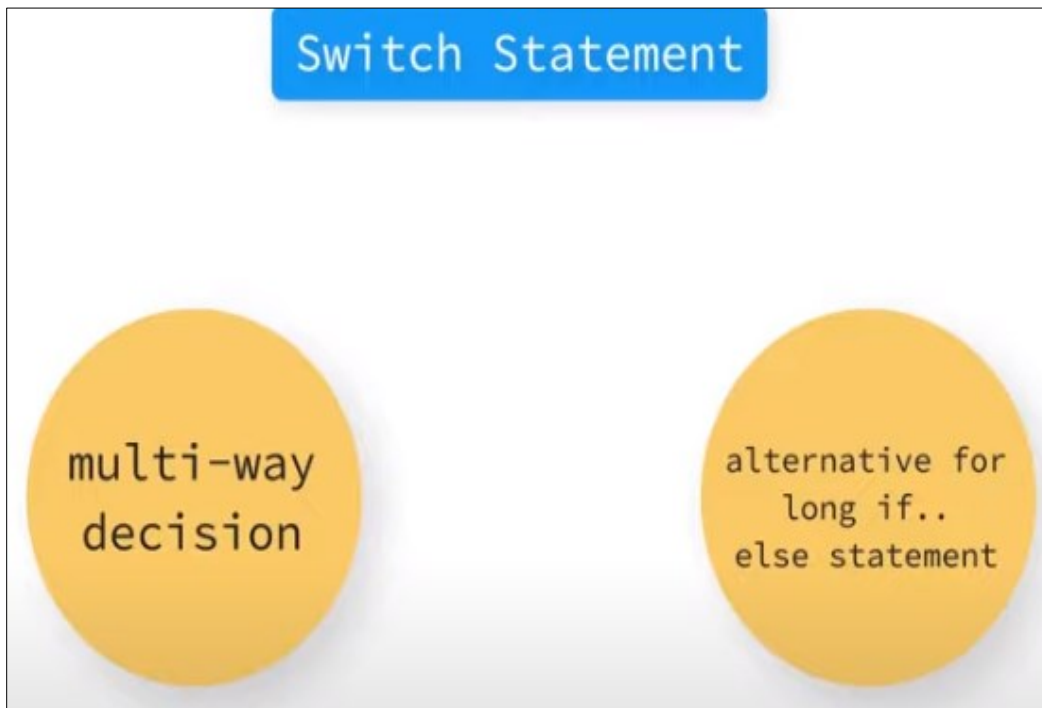 Switch Statement
multi-way
decision
alternative for
long if..
else statement